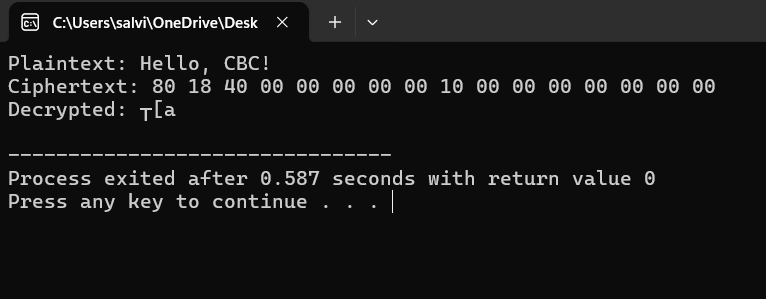 C:\Users\salvi\OneDrive\Desk
Plaintext: Hello, CBC!
Ciphertext: 80 18 40 00 00 00 00 00 10 00 00 00 00 00 00 00
Decrypted: ┬[a
--------------------------------
Process exited after 0.587 seconds with return value 0
Press any key to continue . . .